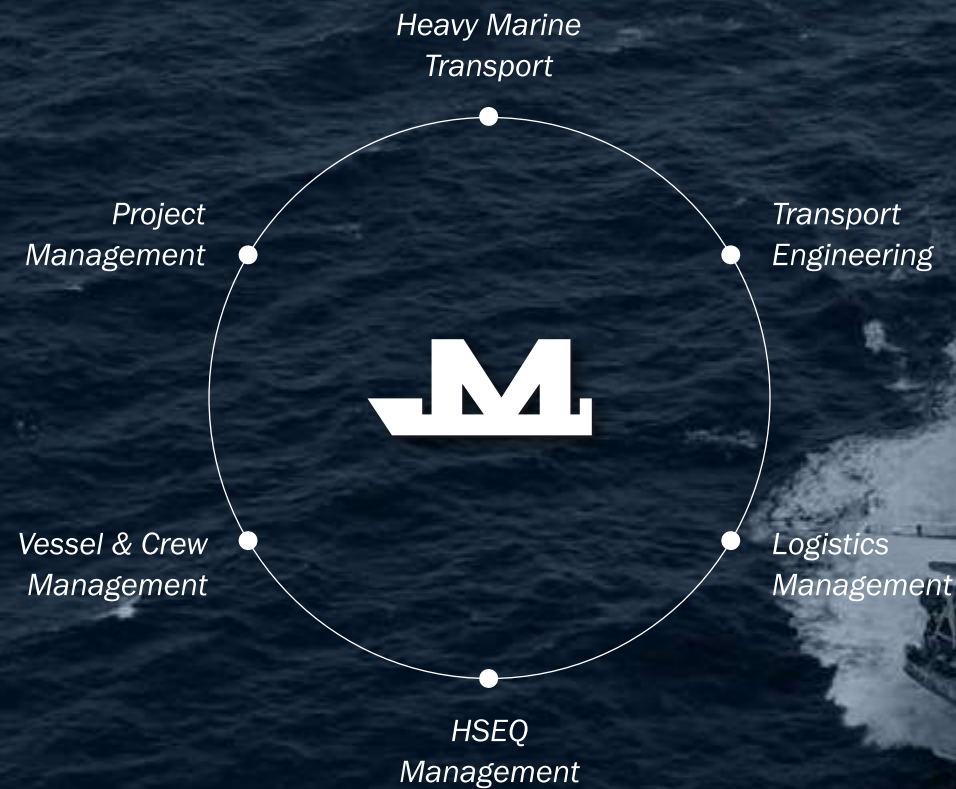 Heavy Marine
Transport
Project
Management
Transport
Engineering
M
Vessel & Crew
Management
Logistics
Management
HSEQ
Management